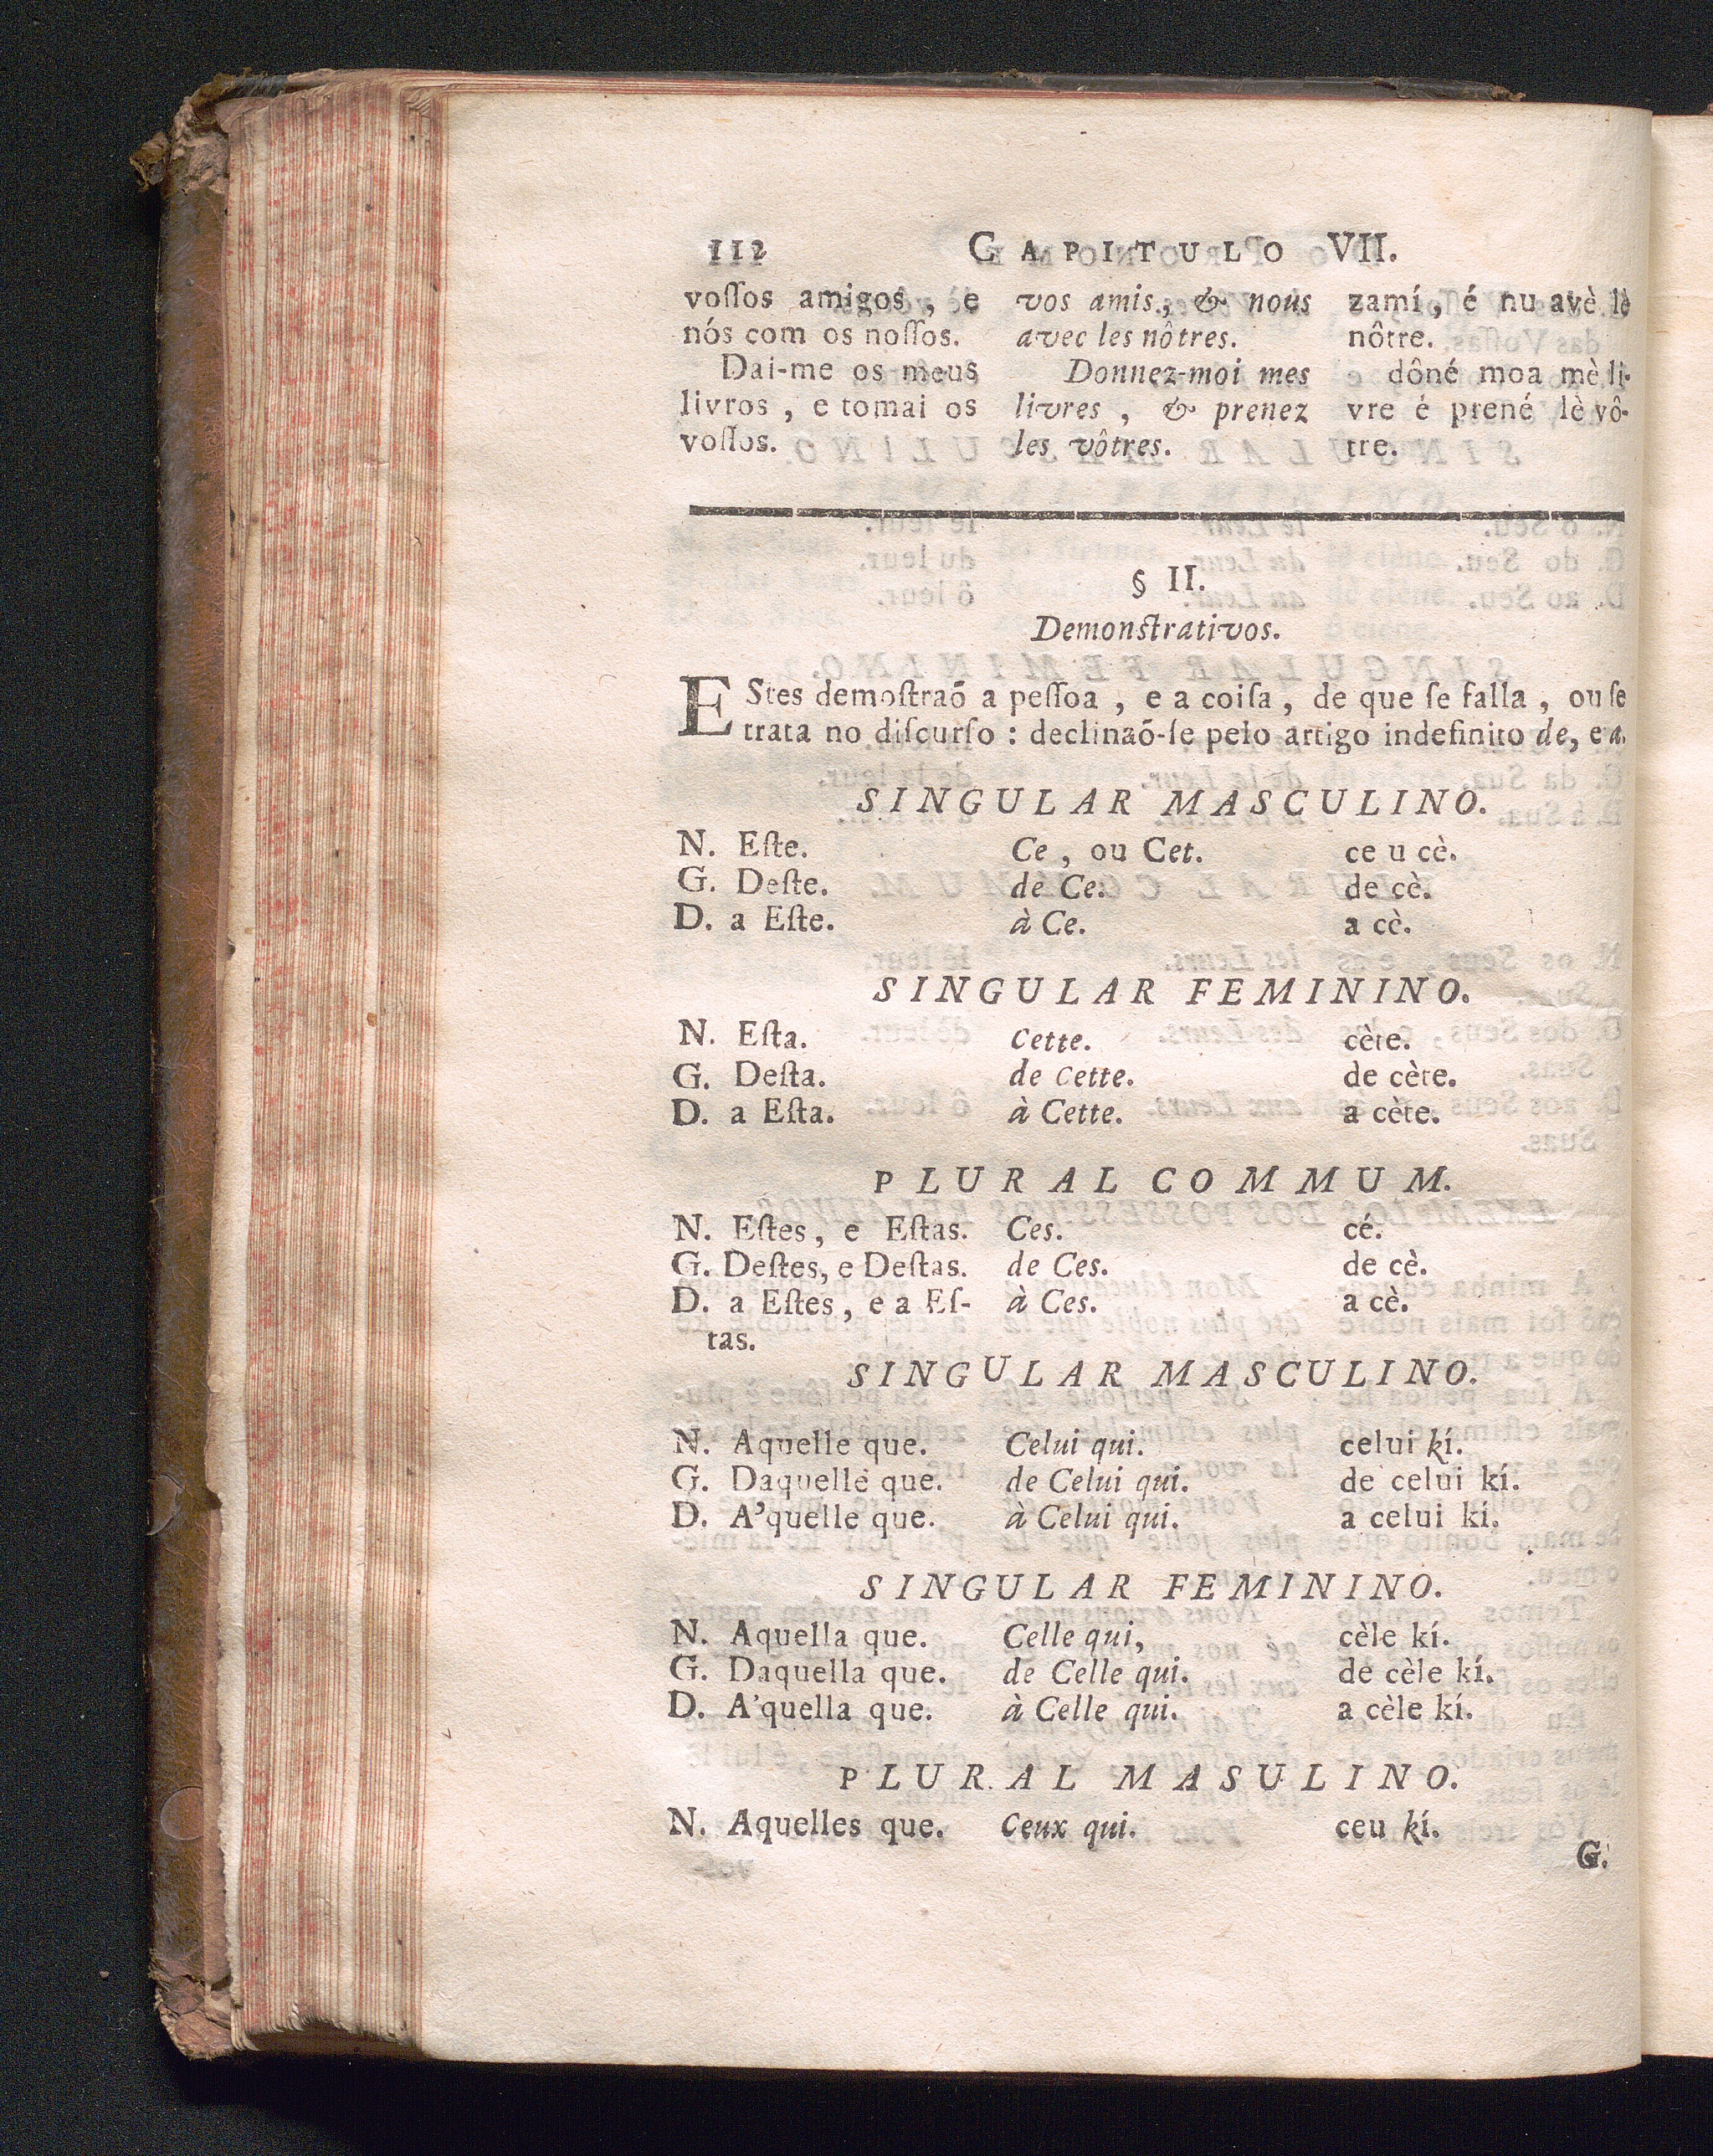 112 CAPITULO VII.
voſſos amigos, e vos amis, & nous zamí, é nu avè lè
nós com os noſſos. avec les nôtres. nôtre.
Dai-me os meus Donnez-moi mes dôné moa mè li-
livros, e tomai os livres, & prenez vre é prené lè vô-
voſſos. les vôtres. tre.
§ II.
Demonſtrativos.
EStes demoſtraõ a peſſoa, e a coiſa, de que ſe falla, ou ſe
trata no diſcurſo: declinaõ-ſe pelo artigo indefinito de, e a.
SINGULAR MASCULINO.
N. Eſte. Ce, ou Cet. ce u cè.
G. Deſte. de Ce. de cè.
D. a Eſte. à Ce. a cè.
SINGULAR FEMININO.
N. Eſta. Cette. cète.
G. Deſta. de Cette. de cète.
D. a Eſta. à Cette. a cète.
PLURAL COMMUM.
N. Eſtes, e Eſtas. Ces. cé.
G. Deſtes, e Deſtas. de Ces. de cè.
D. a Eſtes, e a Eſ- à Ces. a cè.
tas.
SINGULAR MASCULINO.
N. Aquelle que. Celui qui. celui kí.
G. Daquelle que. de Celui qui. de celui kí.
D. A'quelle que. à Celui qui. a celui kí.
SINGULAR FEMININO.
N. Aquella que. Celle qui, cèle kí.
G. Daquella que. de Celle qui. de cèle kí.
D. A'quella que. à Celle qui. a cèle kí.
PLURAL MASULINO.
N. Aquelles que. Ceux qui. ceu kí.
G.